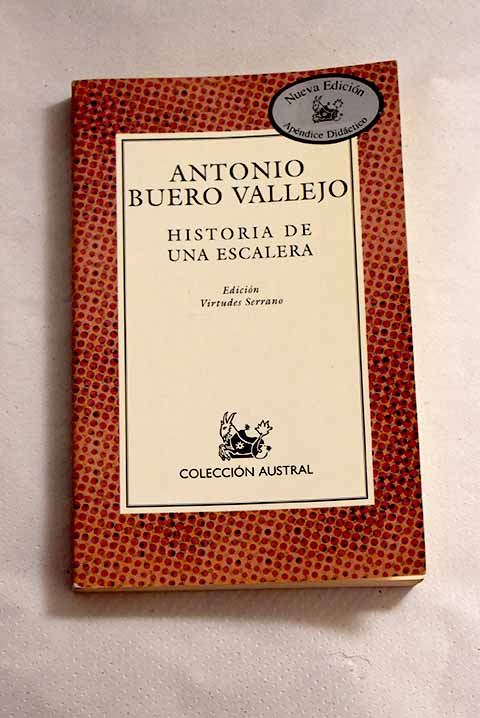 Nueva Edición
Apéndice Didáctico
ANTONIO
BUERO VALLEJO
HISTORIA DE
UNA ESCALERA
Edición
Virtudes Serrano
COLECCIÓN AUSTRAL